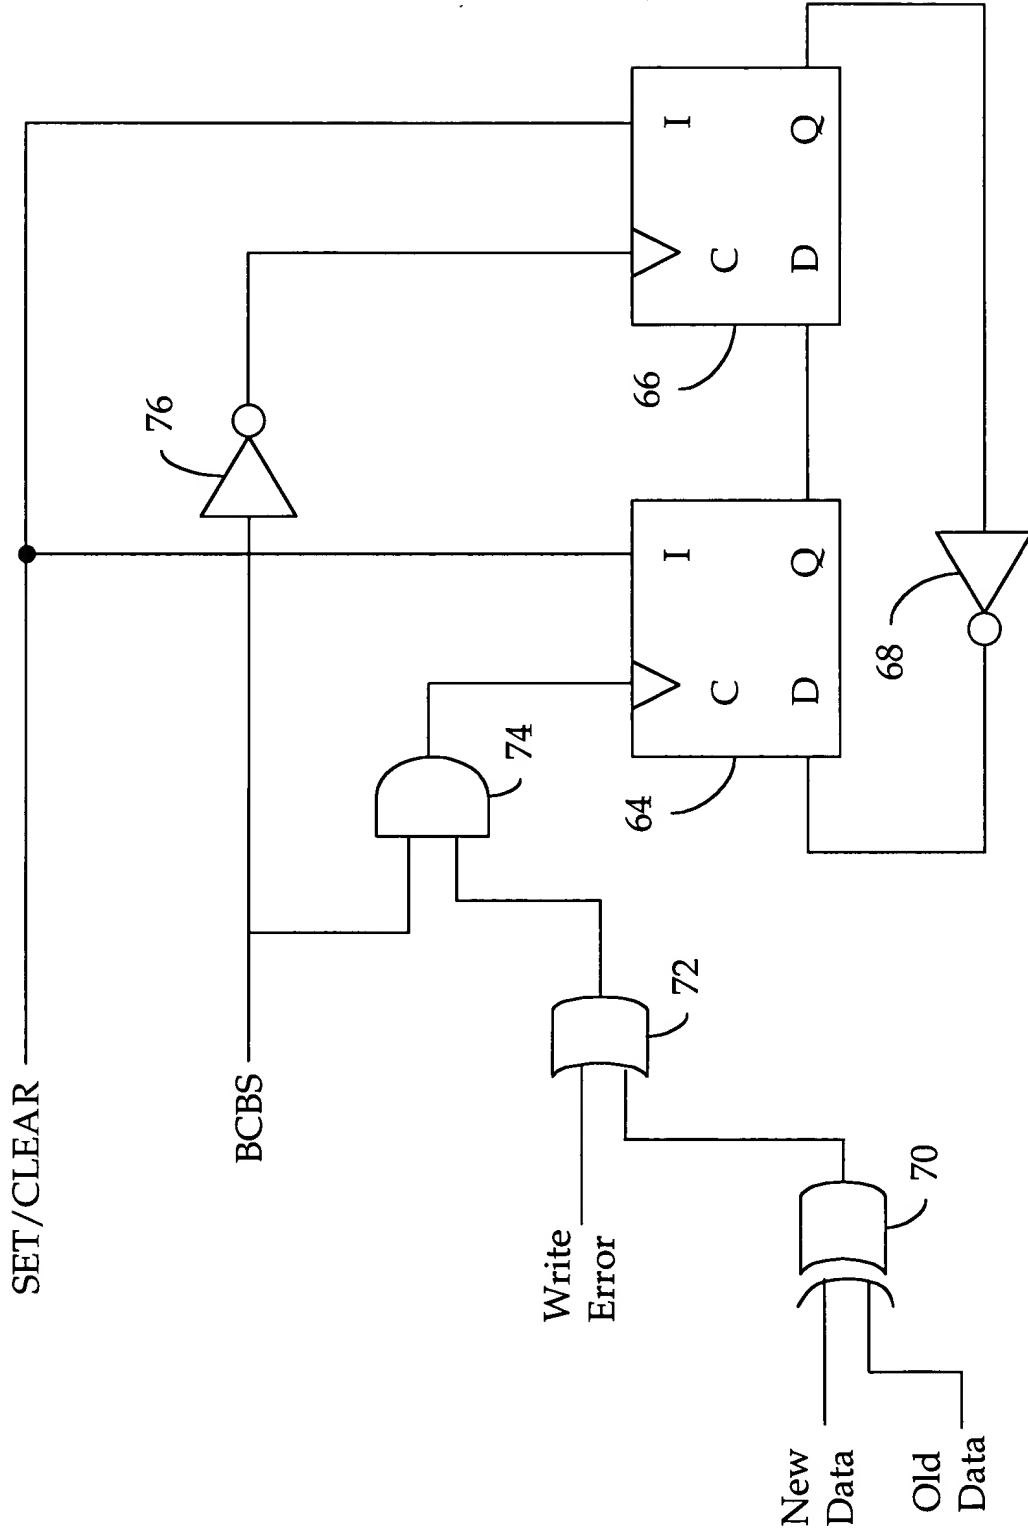 SET/CLEAR
BCBS
76
74
72
Write
Error
70
New
Data
Old
Data
64
C
I
D
Q
66
C
I
D
Q
68